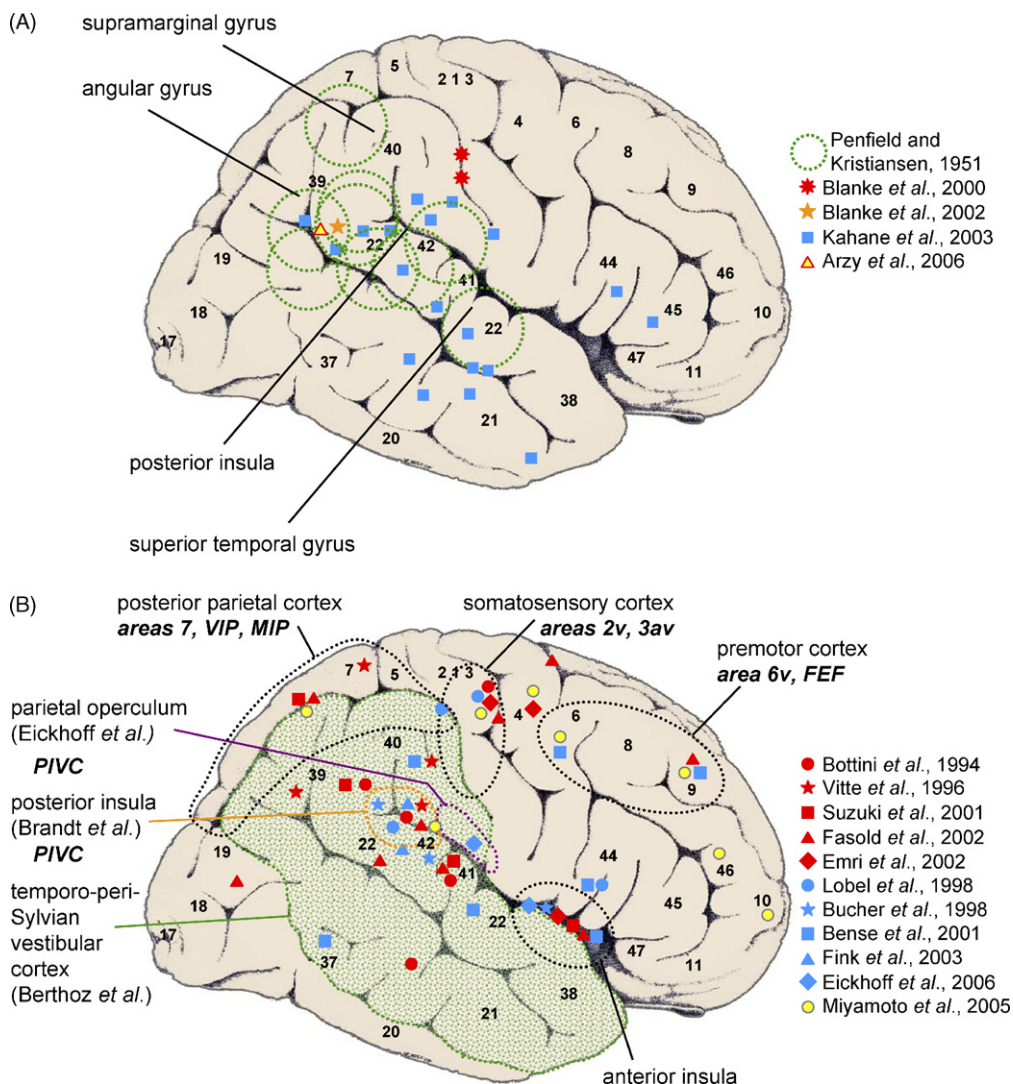 (A)
supramarginal gyrus
angular gyrus
7
5
2 1 3
4
6
8
9
40
39
19
18
17
22
42
41
22
37
20
21
38
44
45
46
47
10
11
posterior insula
superior temporal gyrus
Penfield and
Kristiansen, 1951
Blanke et al., 2000
Blanke et al., 2002
Kahane et al., 2003
Arzy et al., 2006
(B)
posterior parietal cortex
areas 7, VIP, MIP
somatosensory cortex
areas 2v, 3av
premotor cortex
area 6v, FEF
parietal operculum
(Eickhoff et al.)
PIVC
posterior insula
(Brandt et al.)
PIVC
temporo-peri-
Sylvian
vestibular
cortex
(Berthoz et al.)
7
5
2 1 3
4
6
8
9
40
39
19
18
17
22
42
41
22
37
20
21
38
44
45
46
47
10
11
anterior insula
Bottini et al., 1994
Vitte et al., 1996
Suzuki et al., 2001
Fasold et al., 2002
Emri et al., 2002
Lobel et al., 1998
Bucher et al., 1998
Bense et al., 2001
Fink et al., 2003
Eickhoff et al., 2006
Miyamoto et al., 2005